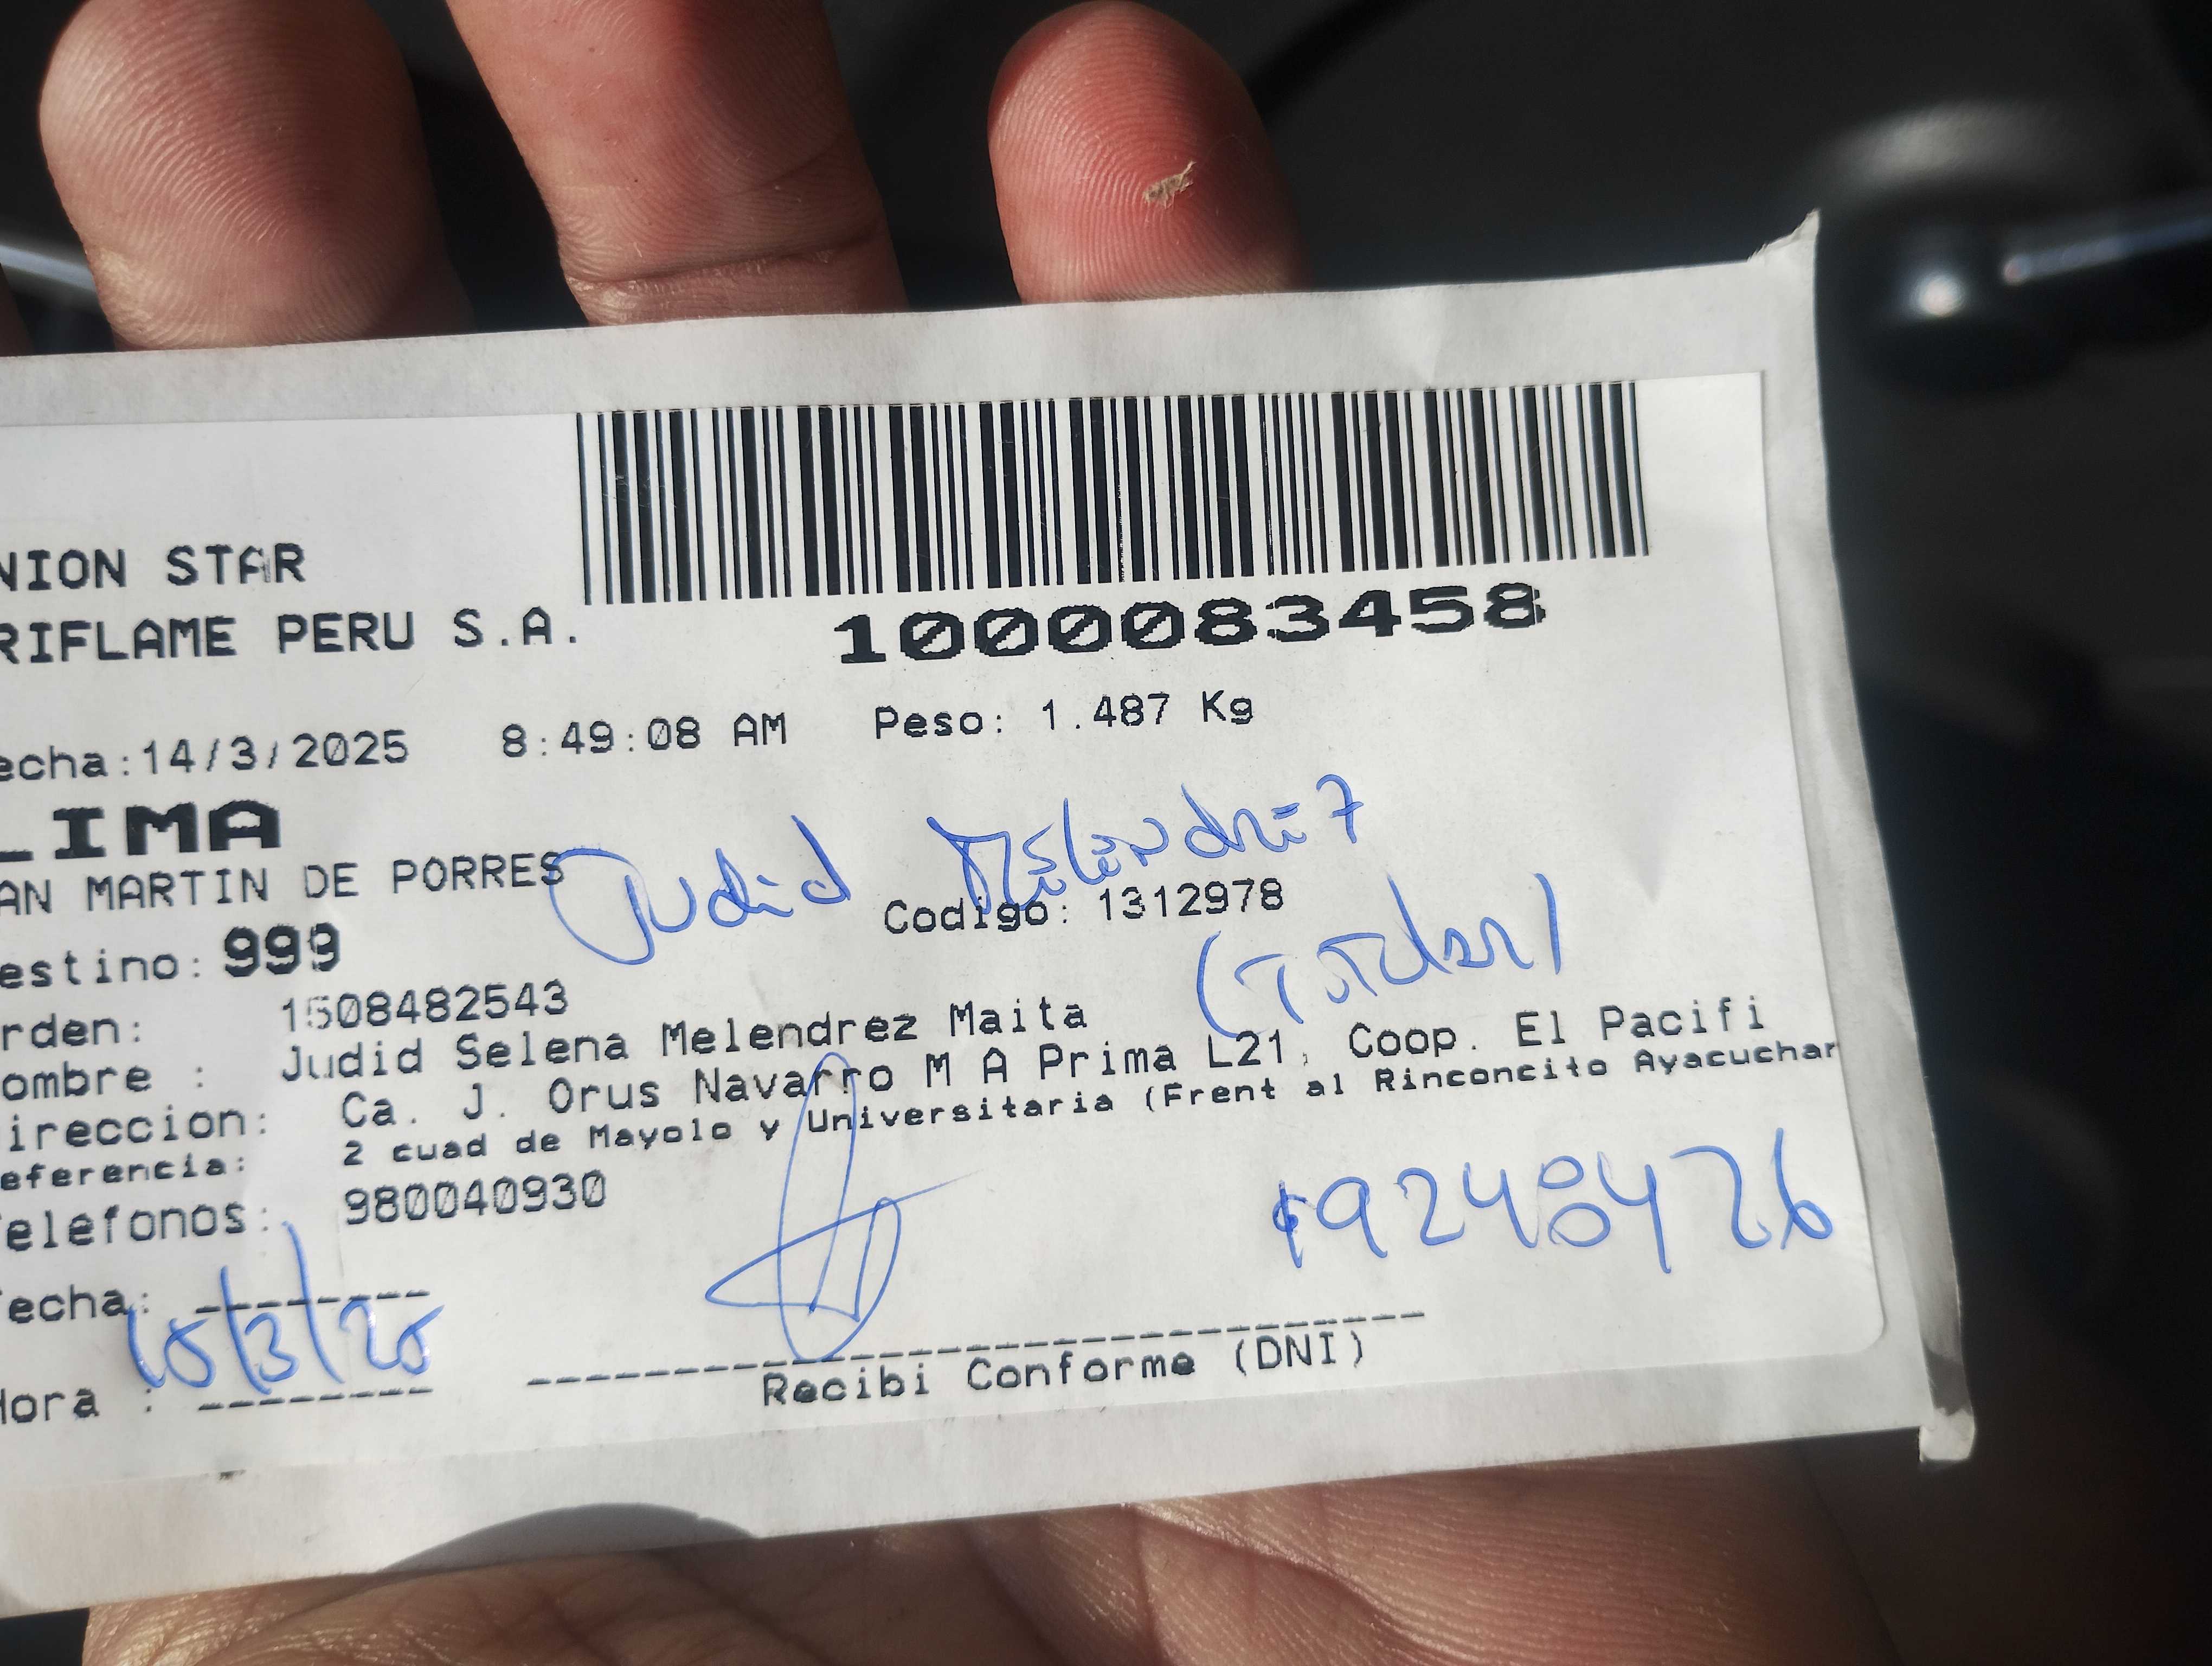 NION STAR
RIFLAME PERU S.A.
1000083458
echa:14/3/2025 8:49:08 AM Peso: 1.487 Kg
LIMA
AN MARTIN DE PORRES
Judid Melendrez
Codigo: 1312978
estino: 999
(Titular)
rden: 1508482543
ombre : Judid Selena Melendrez Maita
ireccion: Ca. J. Orus Navarro M A Prima L21, Coop. El Pacifi
eferencia: 2 cuad de Mayolo y Universitaria (Frent al Rinconcito Ayacuchar
elefonos: 980040930
echa:
15/3/25
Hora :
Recibi Conforme (DNI)